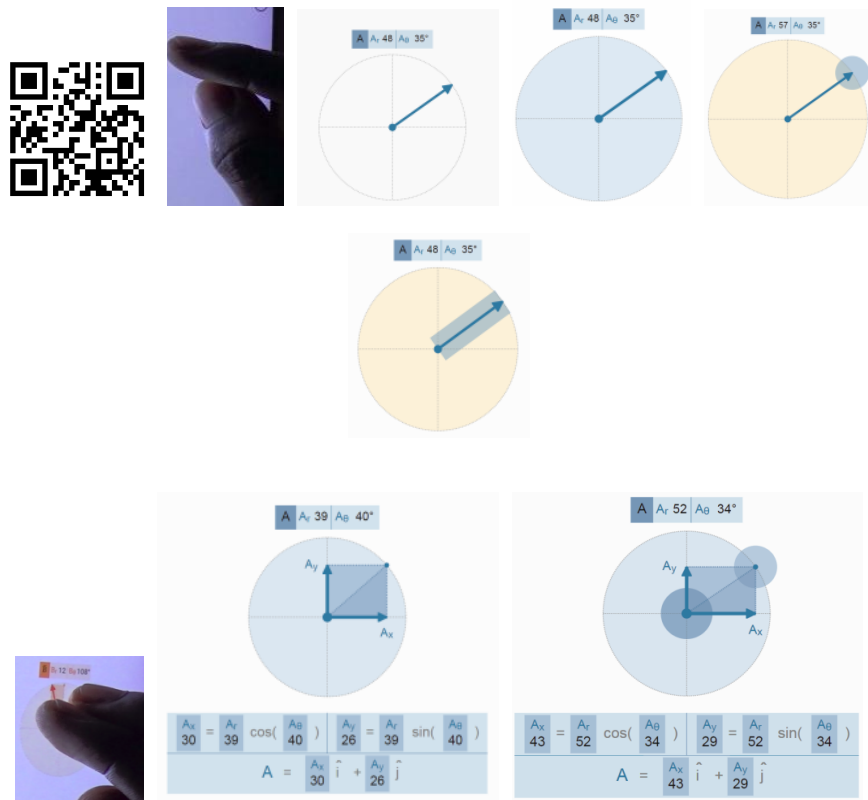 A Ar 48 Aθ 35°
A Ar 48 Aθ 35°
A Ar 57 Aθ 35°
A Ar 48 Aθ 35°
A Ar 39 Aθ 40°
Ay
Ax
A Ar 52 Aθ 34°
Ay
Ax
12 108°
Ax 30 = Ar 39 cos( Aθ 40 ) Ay 26 = Ar 39 sin( Aθ 40 )
A = Ax 30 î + Ay 26 ĵ
Ax 43 = Ar 52 cos( Aθ 34 ) Ay 29 = Ar 52 sin( Aθ 34 )
A = Ax 43 î + Ay 29 ĵ